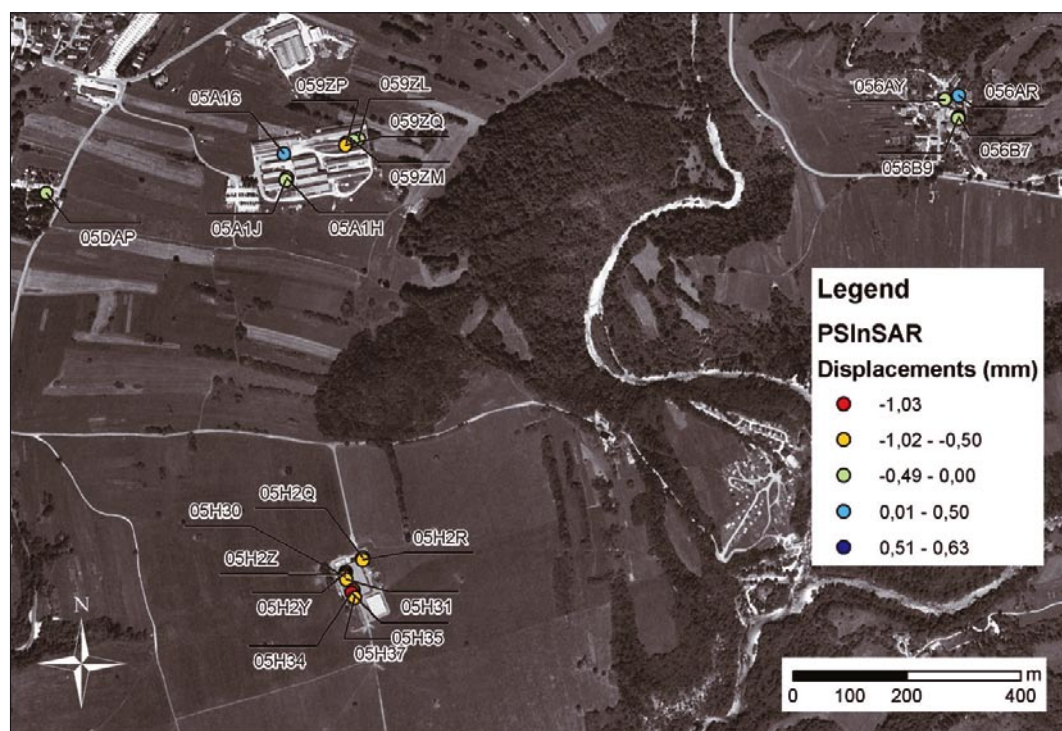 059ZP
059ZL
05A16
059ZQ
059ZM
056AY
056AR
056B9
056B7
05DAP
05A1J
05A1H
Legend
PSInSAR
Displacements (mm)
-1,03
-1,02 - -0,50
-0,49 - 0,00
0,01 - 0,50
0,51 - 0,63
05H2Q
05H30
05H2R
05H2Z
05H2Y
05H31
05H35
05H34
05H37
N
m
0 100 200 400